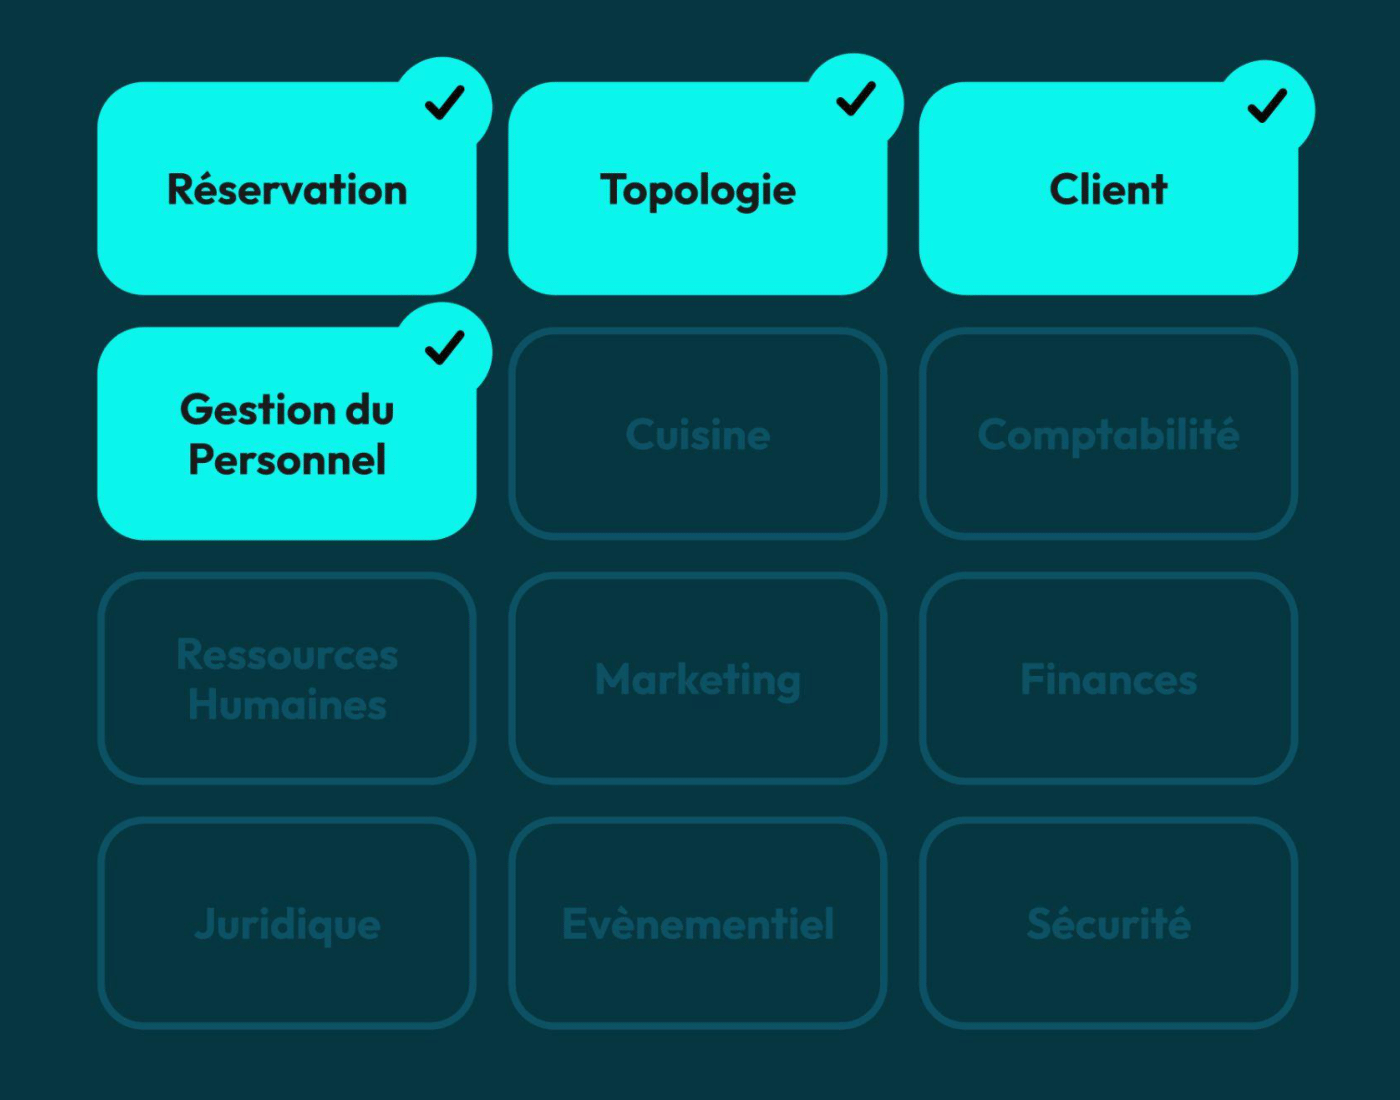 Réservation
Topologie
Client
Gestion du
Personnel
Cuisine
Comptabilité
Ressources
Humaines
Marketing
Finances
Juridique
Evènementiel
Sécurité